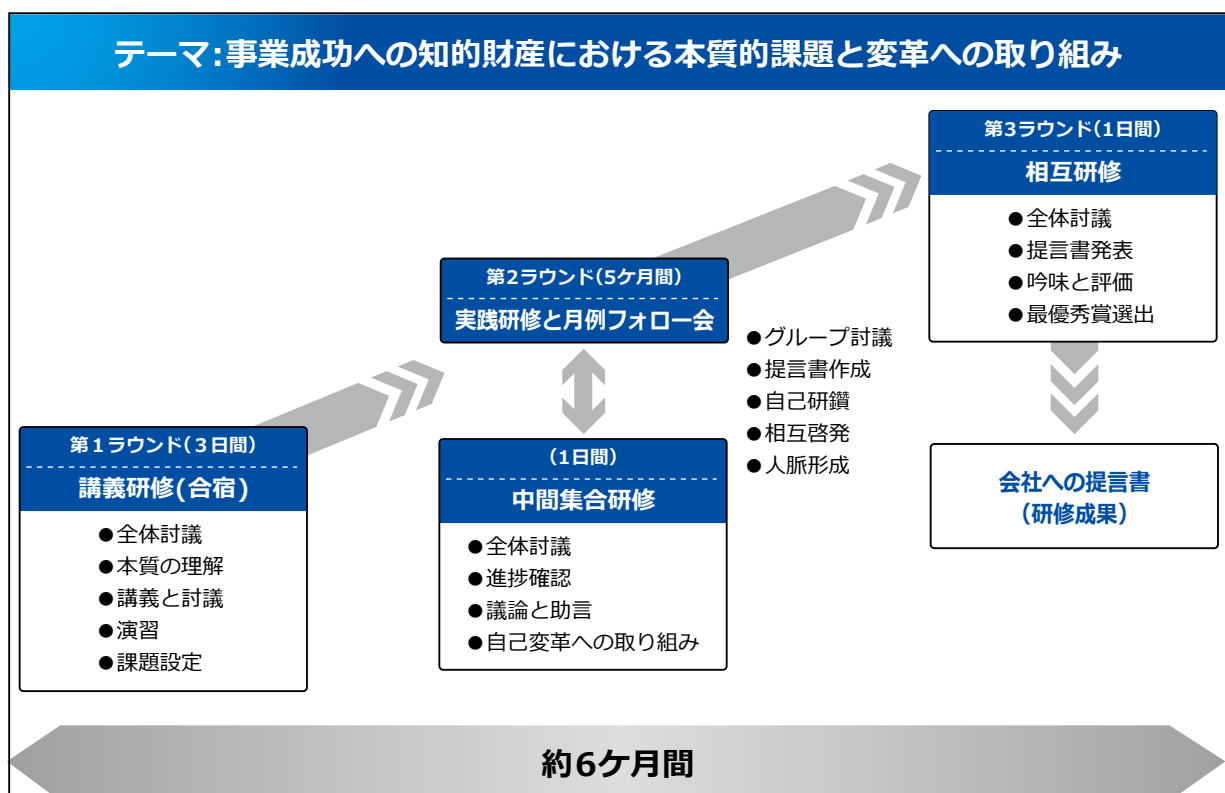 テーマ:事業成功への知的財産における本質的課題と変革への取り組み
第1ラウンド(3日間)
講義研修(合宿)
●全体討議
●本質の理解
●講義と討議
●演習
●課題設定
第2ラウンド(5ケ月間)
実践研修と月例フォロー会
●グループ討議
●提言書作成
●自己研鑽
●相互啓発
●人脈形成
(1日間)
中間集合研修
●全体討議
●進捗確認
●議論と助言
●自己変革への取り組み
第3ラウンド(1日間)
相互研修
●全体討議
●提言書発表
●吟味と評価
●最優秀賞選出
会社への提言書
(研修成果)
約6ケ月間